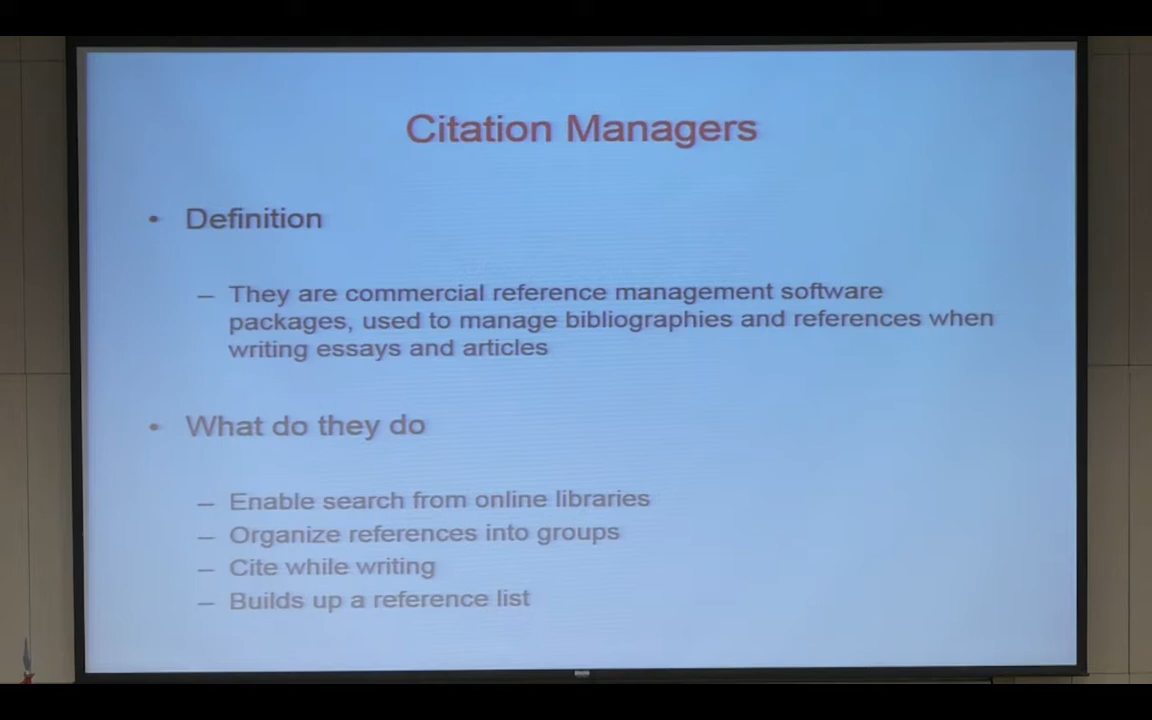 Citation Managers
• Definition
– They are commercial reference management software
packages, used to manage bibliographies and references when
writing essays and articles
• What do they do
– Enable search from online libraries
– Organize references into groups
– Cite while writing
– Builds up a reference list